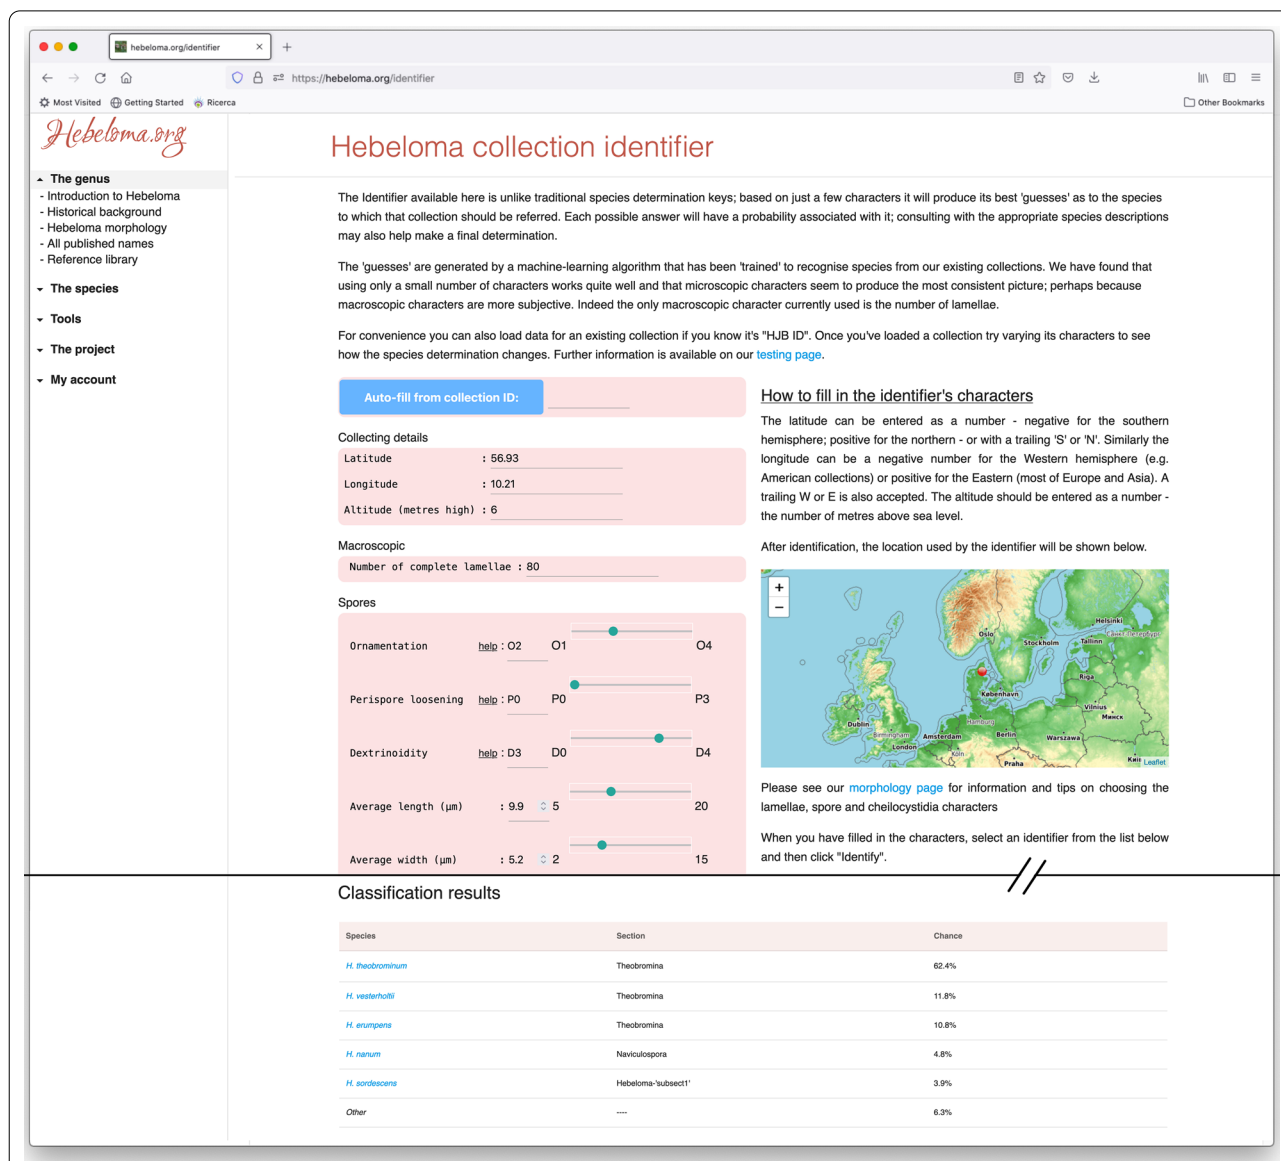 hebeloma.org/identifier
https://hebeloma.org/identifier
Most Visited Getting Started Ricerca Other Bookmarks
Hebeloma.org
The genus
- Introduction to Hebeloma
- Historical background
- Hebeloma morphology
- All published names
- Reference library
The species
Tools
The project
My account
Hebeloma collection identifier
The Identifier available here is unlike traditional species determination keys; based on just a few characters it will produce its best 'guesses' as to the species
to which that collection should be referred. Each possible answer will have a probability associated with it; consulting with the appropriate species descriptions
may also help make a final determination.
The 'guesses' are generated by a machine-learning algorithm that has been 'trained' to recognise species from our existing collections. We have found that
using only a small number of characters works quite well and that microscopic characters seem to produce the most consistent picture; perhaps because
macroscopic characters are more subjective. Indeed the only macroscopic character currently used is the number of lamellae.
For convenience you can also load data for an existing collection if you know it's "HJB ID". Once you've loaded a collection try varying its characters to see
how the species determination changes. Further information is available on our testing page.
Auto-fill from collection ID:
Collecting details
Latitude : 56.93
Longitude : 10.21
Altitude (metres high) : 6
Macroscopic
Number of complete lamellae : 80
Spores
Ornamentation help : O2 O1 O4
Perispore loosening help : P0 P0 P3
Dextrinoidity help : D3 D0 D4
Average length (µm) : 9.9 5 20
Average width (µm) : 5.2 2 15
How to fill in the identifier's characters
The latitude can be entered as a number - negative for the southern
hemisphere; positive for the northern - or with a trailing 'S' or 'N'. Similarly the
longitude can be a negative number for the Western hemisphere (e.g.
American collections) or positive for the Eastern (most of Europe and Asia). A
trailing W or E is also accepted. The altitude should be entered as a number -
the number of metres above sea level.
After identification, the location used by the identifier will be shown below.
+
−
Helsinki
Oslo
Санкт-Петербург
Stockholm
Tallinn
Riga
København
Vilnius
Минск
Dublin
Hamburg
Birmingham
Amsterdam
Berlin
Warszawa
London
Köln
Praha
Київ
Leaflet
Please see our morphology page for information and tips on choosing the
lamellae, spore and cheilocystidia characters
When you have filled in the characters, select an identifier from the list below
and then click "Identify".
Classification results
Species Section Chance
H. theobrominum Theobromina 62.4%
H. vesterholtii Theobromina 11.8%
H. erumpens Theobromina 10.8%
H. nanum Naviculospora 4.8%
H. sordescens Hebeloma-'subsect1' 3.9%
Other ---- 6.3%